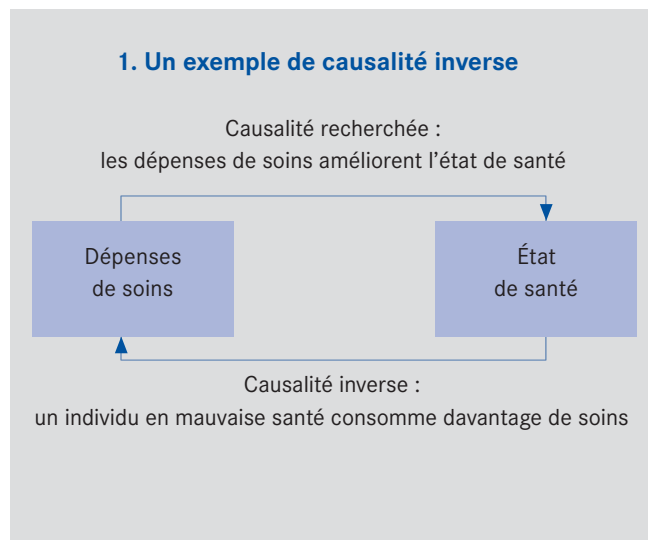 1. Un exemple de causalité inverse
Causalité recherchée :
les dépenses de soins améliorent l'état de santé
Dépenses
de soins
État
de santé
Causalité inverse :
un individu en mauvaise santé consomme davantage de soins